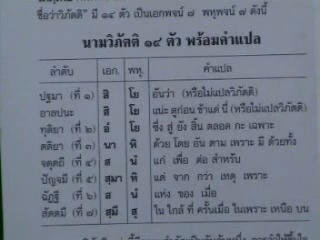 ชื่อว่าวิภัตติ" มี ๑๔ ตัว เป็นเอกพจน์ ๗ พหุพจน์ ๗ ดังนี้
นามวิภัตติ ๑๔ ตัว พร้อมคำแปล
ลำดับ เอก. พหุ. คำแปล
ปฐมา (ที่ ๑) สิ โย อันว่า (หรือไม่แปลวิภัตติ)
อาลปนะ สิ โย แน่ะ ดูก่อน ข้าแต่ นี่ (หรือไม่แปลวิภัตติ)
ทุติยา (ที่ ๒) อํ โย ซึ่ง สู่ ยัง สิ้น ตลอด กะ เฉพาะ
ตติยา (ที่ ๓) นา หิ ด้วย โดย อัน ตาม เพราะ มี ด้วยทั้ง
จตุตถี (ที่ ๔) ส นํ แก่ เพื่อ ต่อ สำหรับ
ปัญจมี (ที่ ๕) สฺมา หิ แต่ จาก กว่า เหตุ เพราะ
ฉัฏฐี (ที่ ๖) ส นํ แห่ง ของ เมื่อ
สัตตมี (ที่ ๗) สฺมึ สุ ใน ใกล้ ที่ ครั้นเมื่อ ในเพราะ เหนือ บน